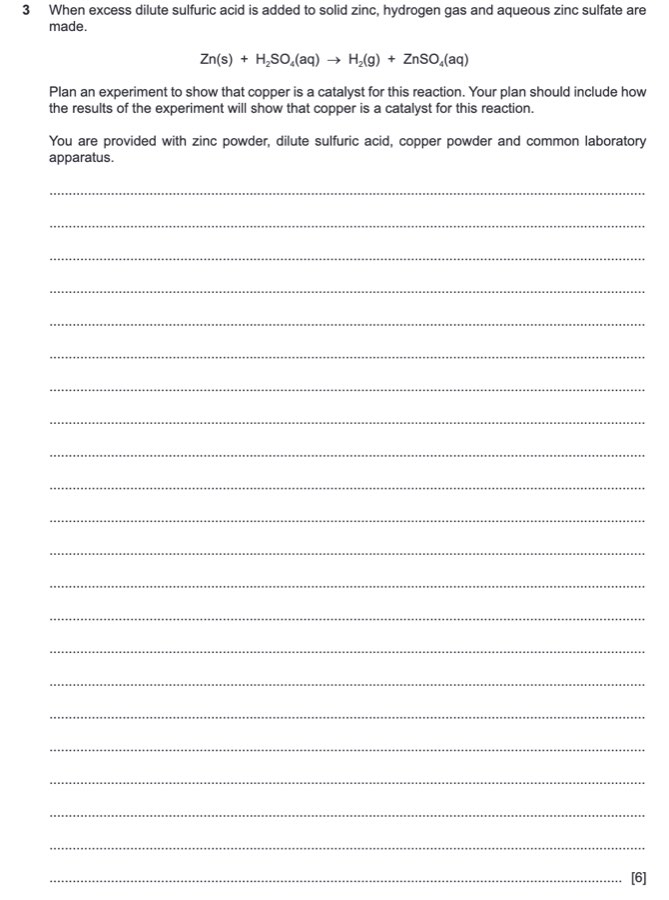 3 When excess dilute sulfuric acid is added to solid zinc, hydrogen gas and aqueous zinc sulfate are
made.
Zn(s) + H₂SO₄(aq) → H₂(g) + ZnSO₄(aq)
Plan an experiment to show that copper is a catalyst for this reaction. Your plan should include how
the results of the experiment will show that copper is a catalyst for this reaction.
You are provided with zinc powder, dilute sulfuric acid, copper powder and common laboratory
apparatus.
[6]